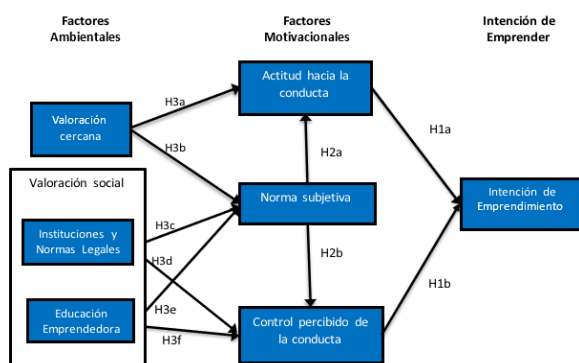 Factores
Ambientales
Factores
Motivacionales
Intención de
Emprender
Actitud hacia la
conducta
H3a
Valoración
cercana
H3b
H2a
H1a
Valoración social
Norma subjetiva
Intención de
Emprendimiento
Instituciones y
Normas Legales
H3c
H3d
H2b
H1b
Educación
Emprendedora
H3e
H3f
Control percibido de
la conducta